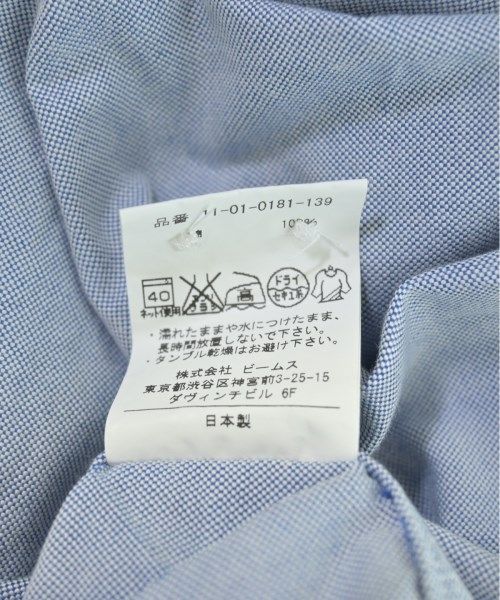 品番 11-01-0181-139
100%
40 高 ドライ
ネット使用 セキユ系
・濡れたままや水につけたまま、
長時間放置しないで下さい。
・タンブル乾燥はお避け下さい。
株式会社 ビームス
東京都渋谷区神宮前3-25-15
ダヴィンチビル 6F
日本製